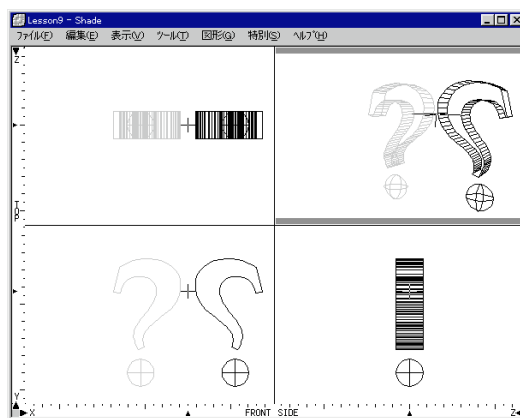 Lesson9 - Shade
ファイル(F) 編集(E) 表示(V) ツール(T) 図形(G) 特別(S) ヘルプ(H)
Z
TOP
Y
X FRONT SIDE Z